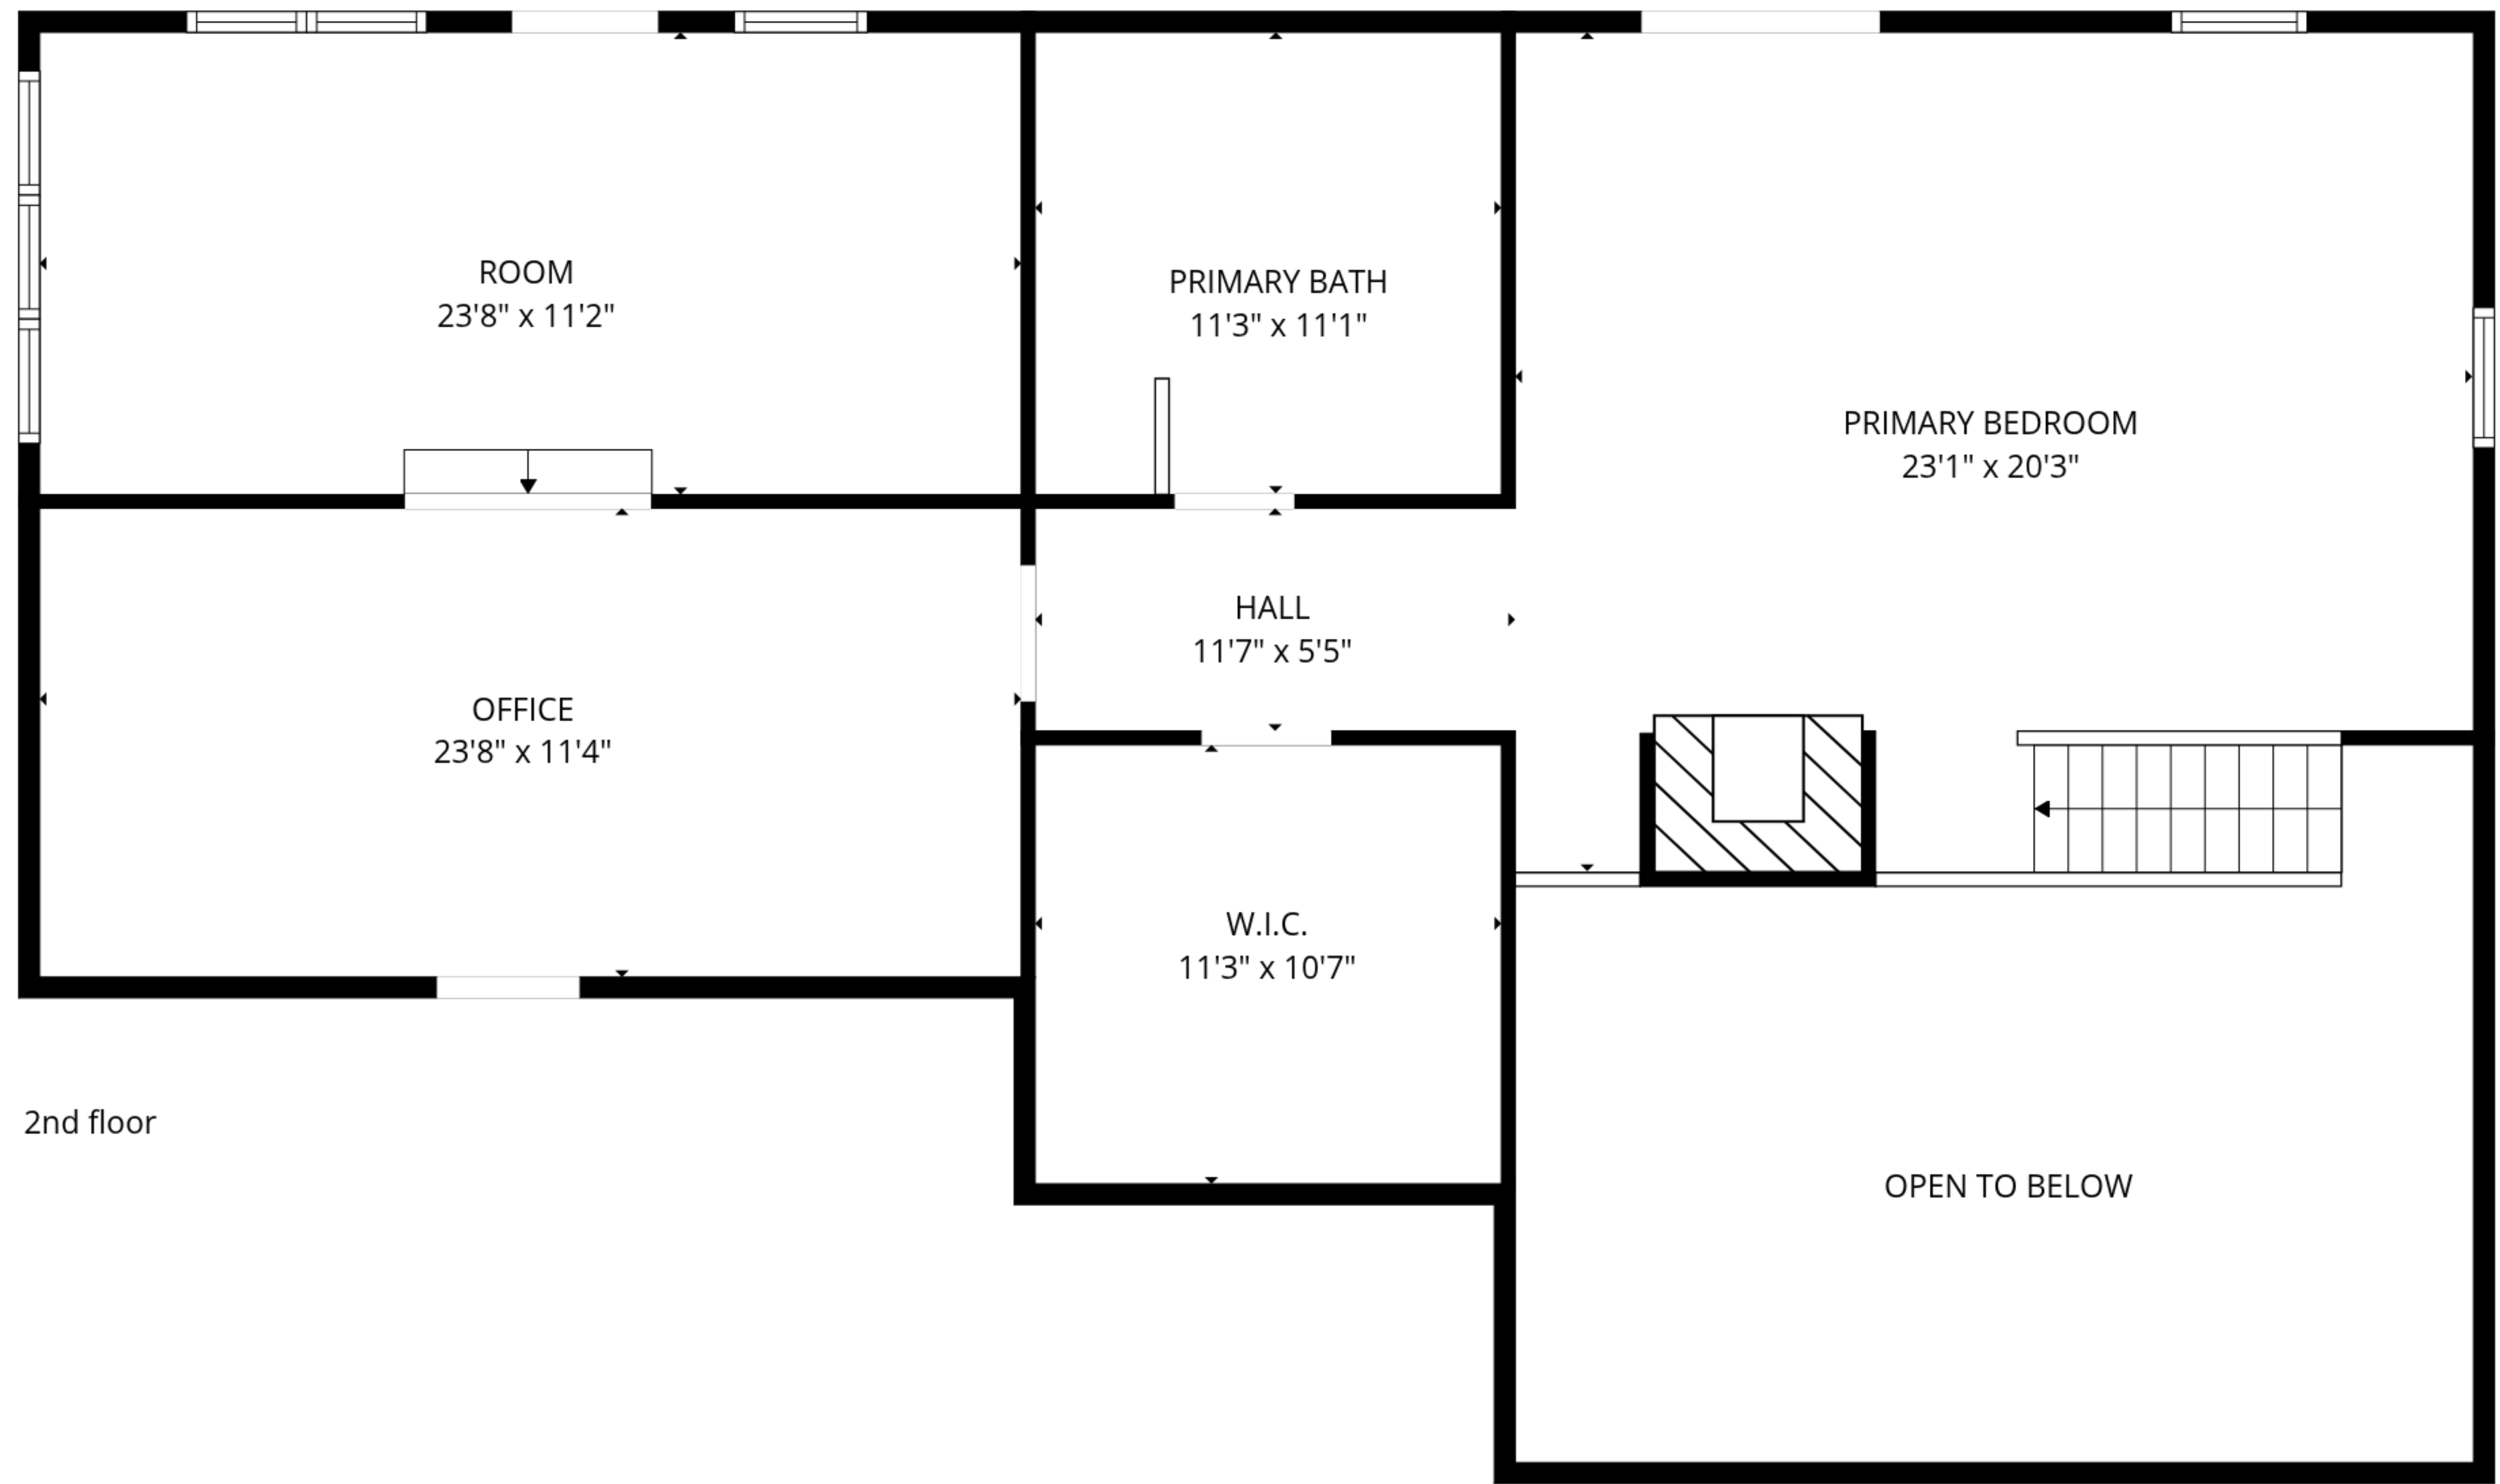 ROOM
23'8" x 11'2"
PRIMARY BATH
11'3" x 11'1"
PRIMARY BEDROOM
23'1" x 20'3"
HALL
11'7" x 5'5"
OFFICE
23'8" x 11'4"
W.I.C.
11'3" x 10'7"
2nd floor
OPEN TO BELOW